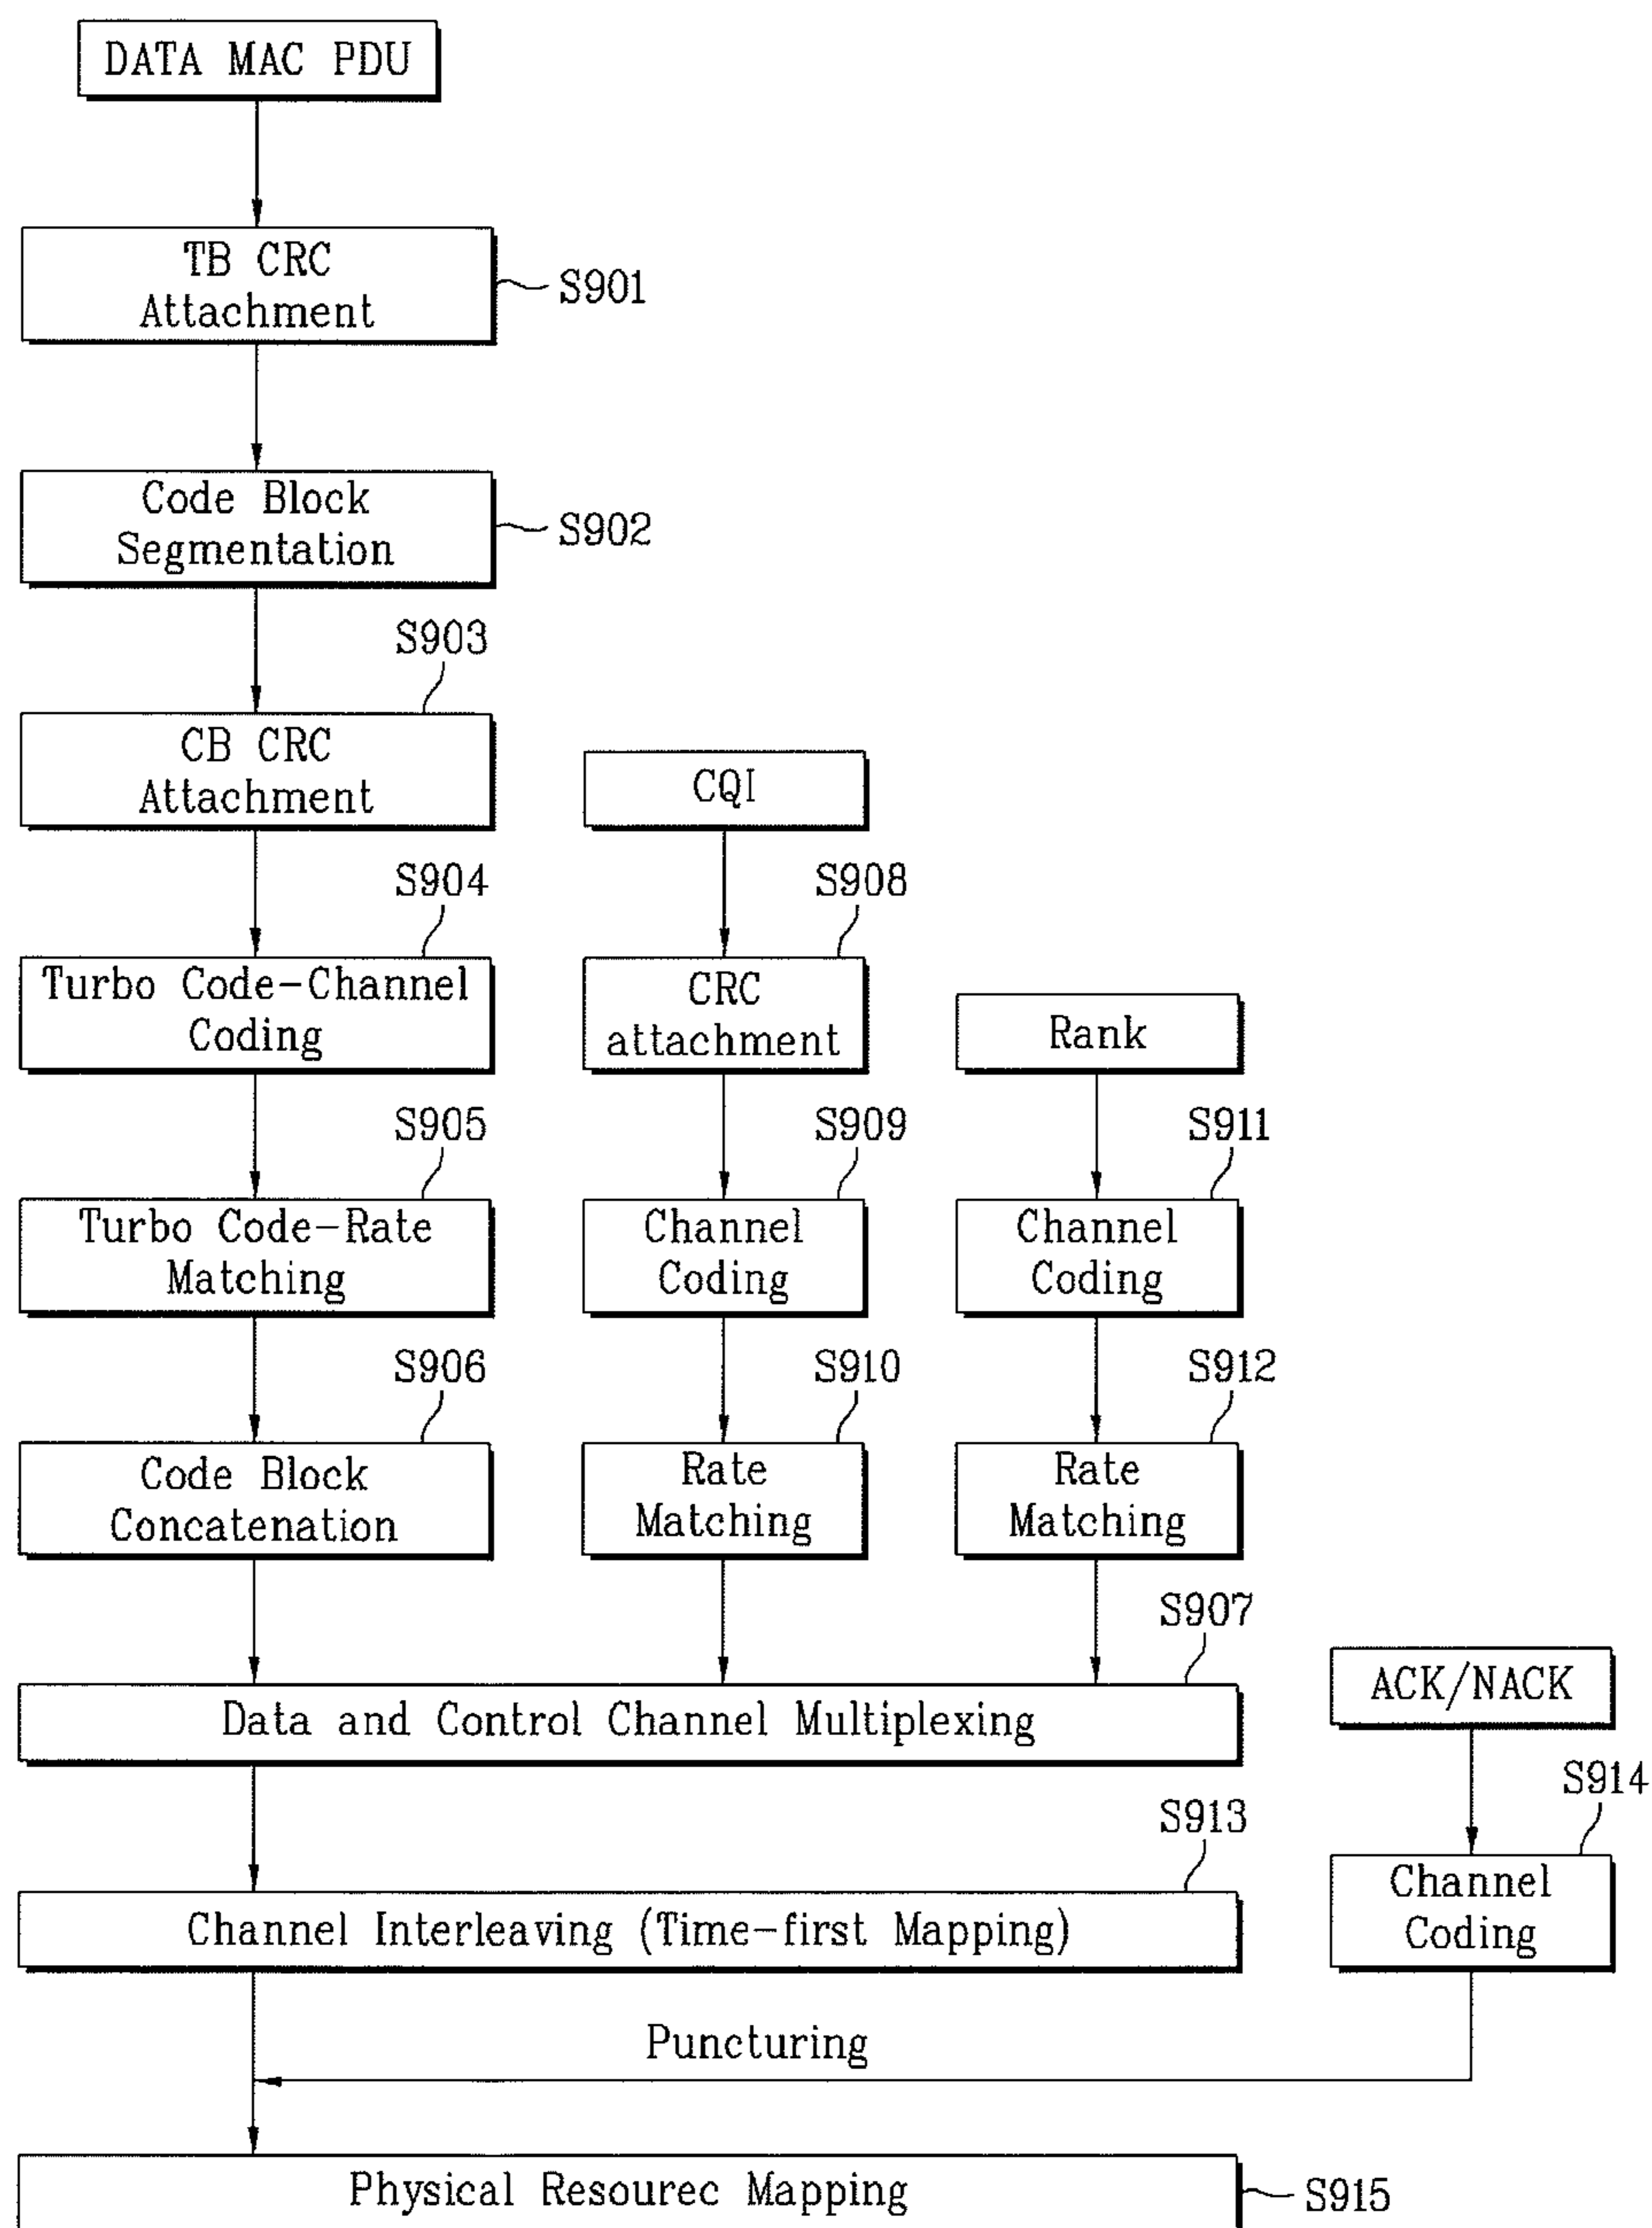 DATA MAC PDU
TB CRC
Attachment
S901
Code Block
Segmentation
S902
S903
CB CRC
Attachment
CQI
S904
S908
Turbo Code-Channel
Coding
CRC
attachment
Rank
S905
S909
S911
Turbo Code-Rate
Matching
Channel
Coding
Channel
Coding
S906
S910
S912
Code Block
Concatenation
Rate
Matching
Rate
Matching
S907
Data and Control Channel Multiplexing
ACK/NACK
S914
S913
Channel Interleaving (Time-first Mapping)
Channel
Coding
Puncturing
Physical Resourec Mapping
S915